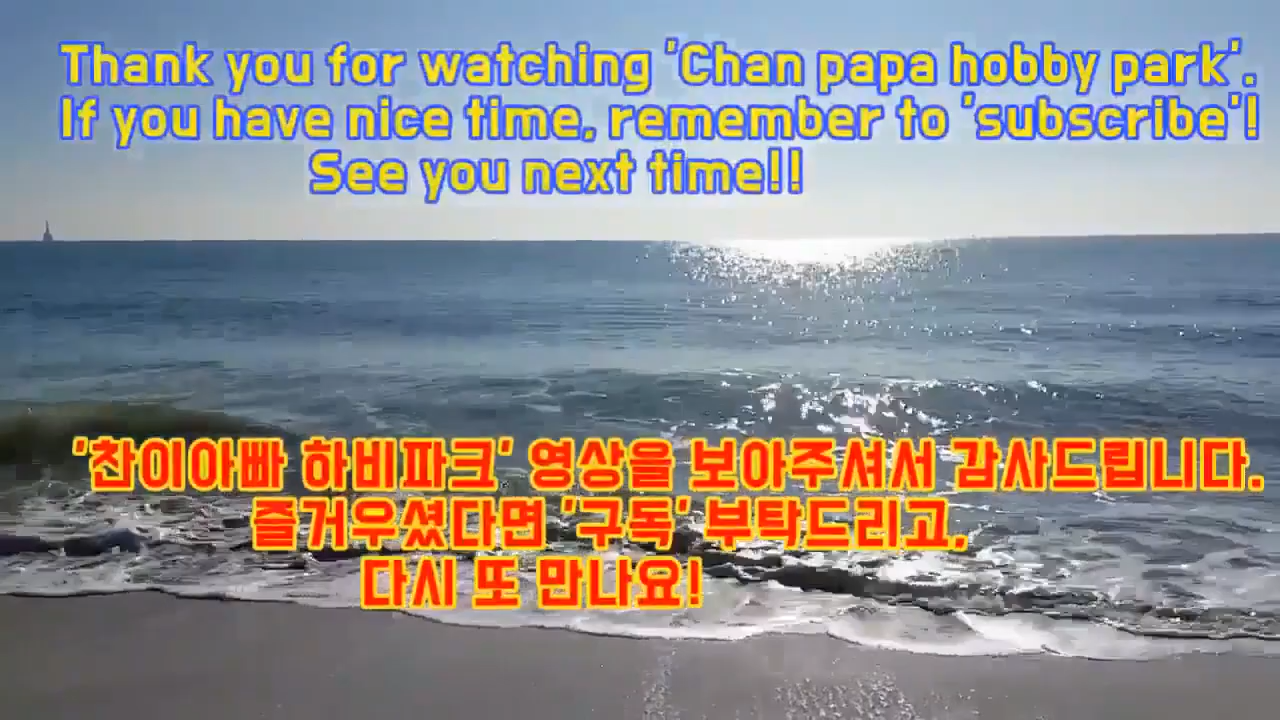 Thank you for watching 'Chan papa hobby park'.
If you have nice time, remember to 'subscribe'!
See you next time!!
'찬이아빠 하비파크' 영상을 보아주셔서 감사드립니다.
즐거우셨다면 '구독' 부탁드리고,
다시 또 만나요!